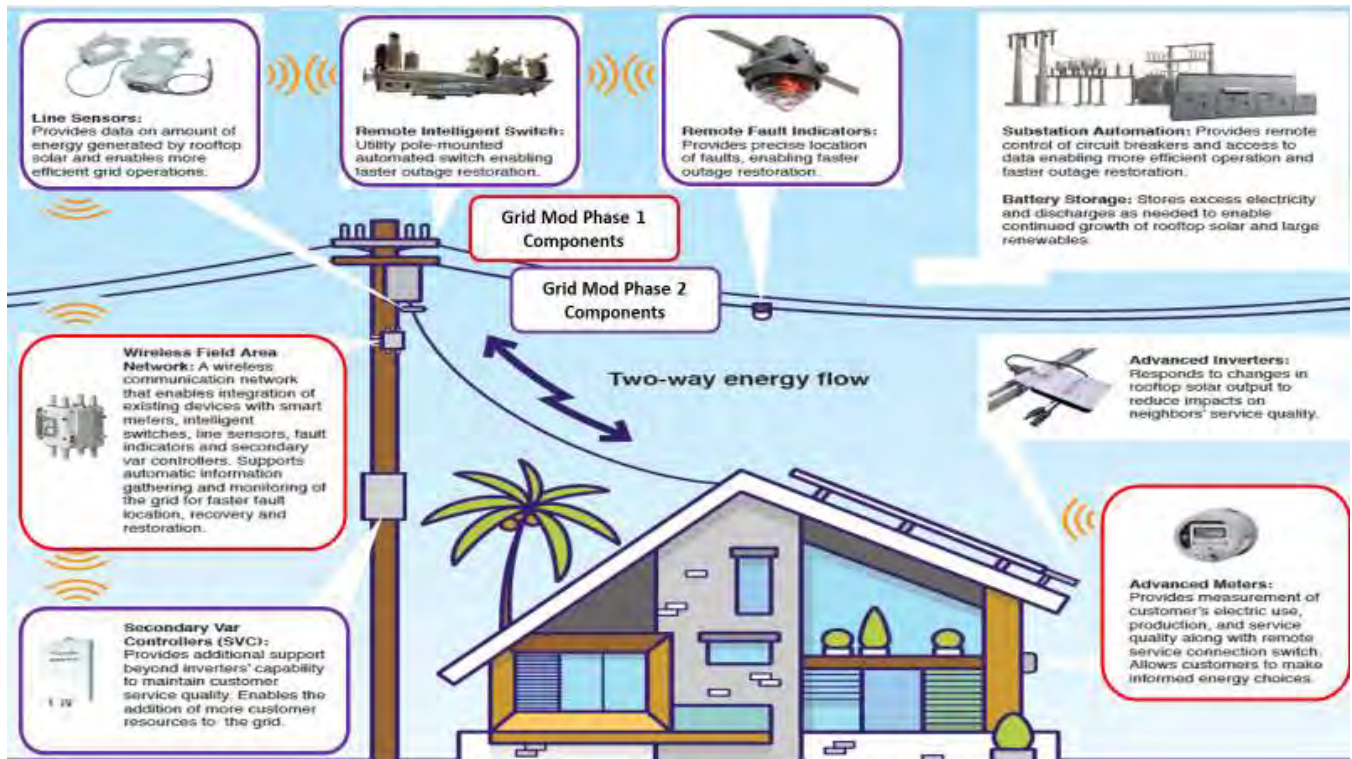 Line Sensors:
Provides data on amount of
energy generated by rooftop
solar and enables more
efficient grid operations.
Remote Intelligent Switch:
Utility pole-mounted
automated switch enabling
faster outage restoration.
Remote Fault Indicators:
Provides precise location
of faults, enabling faster
outage restoration.
Substation Automation: Provides remote
control of circuit breakers and access to
data enabling more efficient operation and
faster outage restoration.
Battery Storage: Stores excess electricity
and discharges as needed to enable
continued growth of rooftop solar and large
renewables.
Grid Mod Phase 1
Components
Grid Mod Phase 2
Components
Wireless Field Area
Network: A wireless
communication network
that enables integration of
existing devices with smart
meters, intelligent
switches, line sensors, fault
indicators and secondary
var controllers. Supports
automatic information
gathering and monitoring of
the grid for faster fault
location, recovery and
restoration.
Two-way energy flow
Advanced Inverters:
Responds to changes in
rooftop solar output to
reduce impacts on
neighbors' service quality.
Secondary Var
Controllers (SVC):
Provides additional support
beyond inverters' capability
to maintain customer
service quality. Enables the
addition of more customer
resources to the grid.
Advanced Meters:
Provides measurement of
customer's electric use,
production, and service
quality along with remote
service connection switch.
Allows customers to make
informed energy choices.